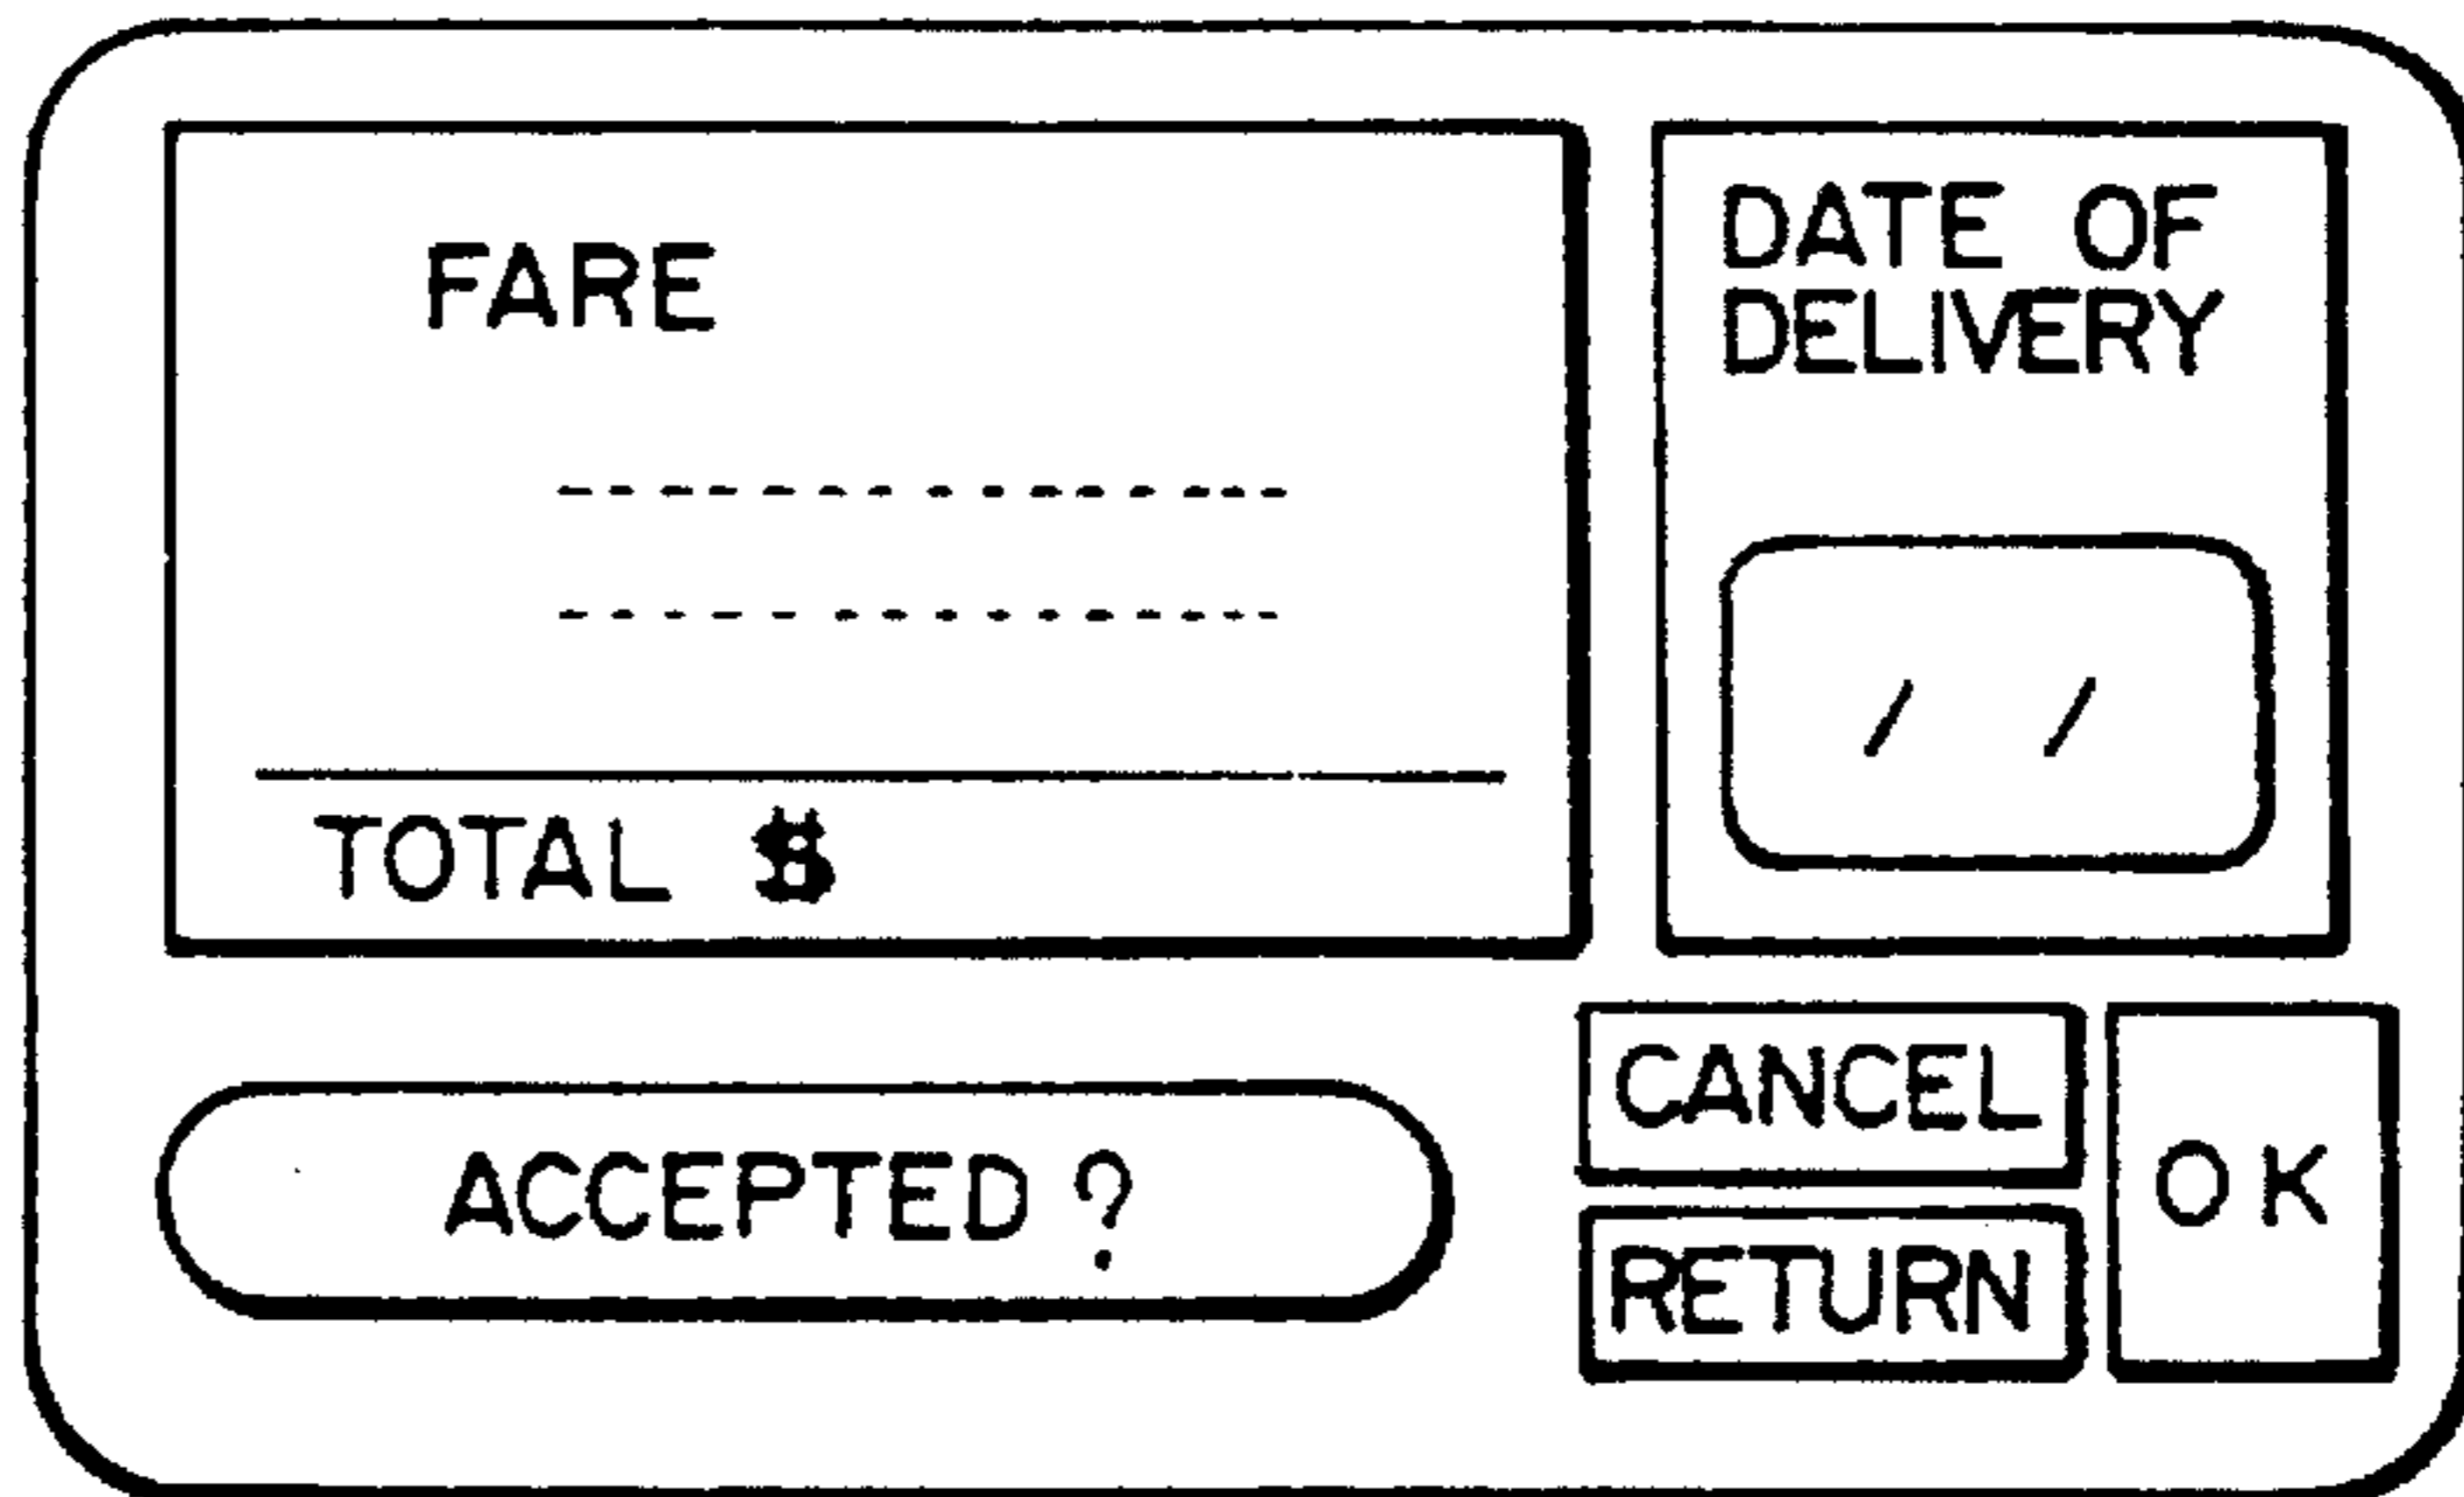 FARE
TOTAL $
DATE OF
DELIVERY
/ /
ACCEPTED ?
CANCEL
RETURN
OK